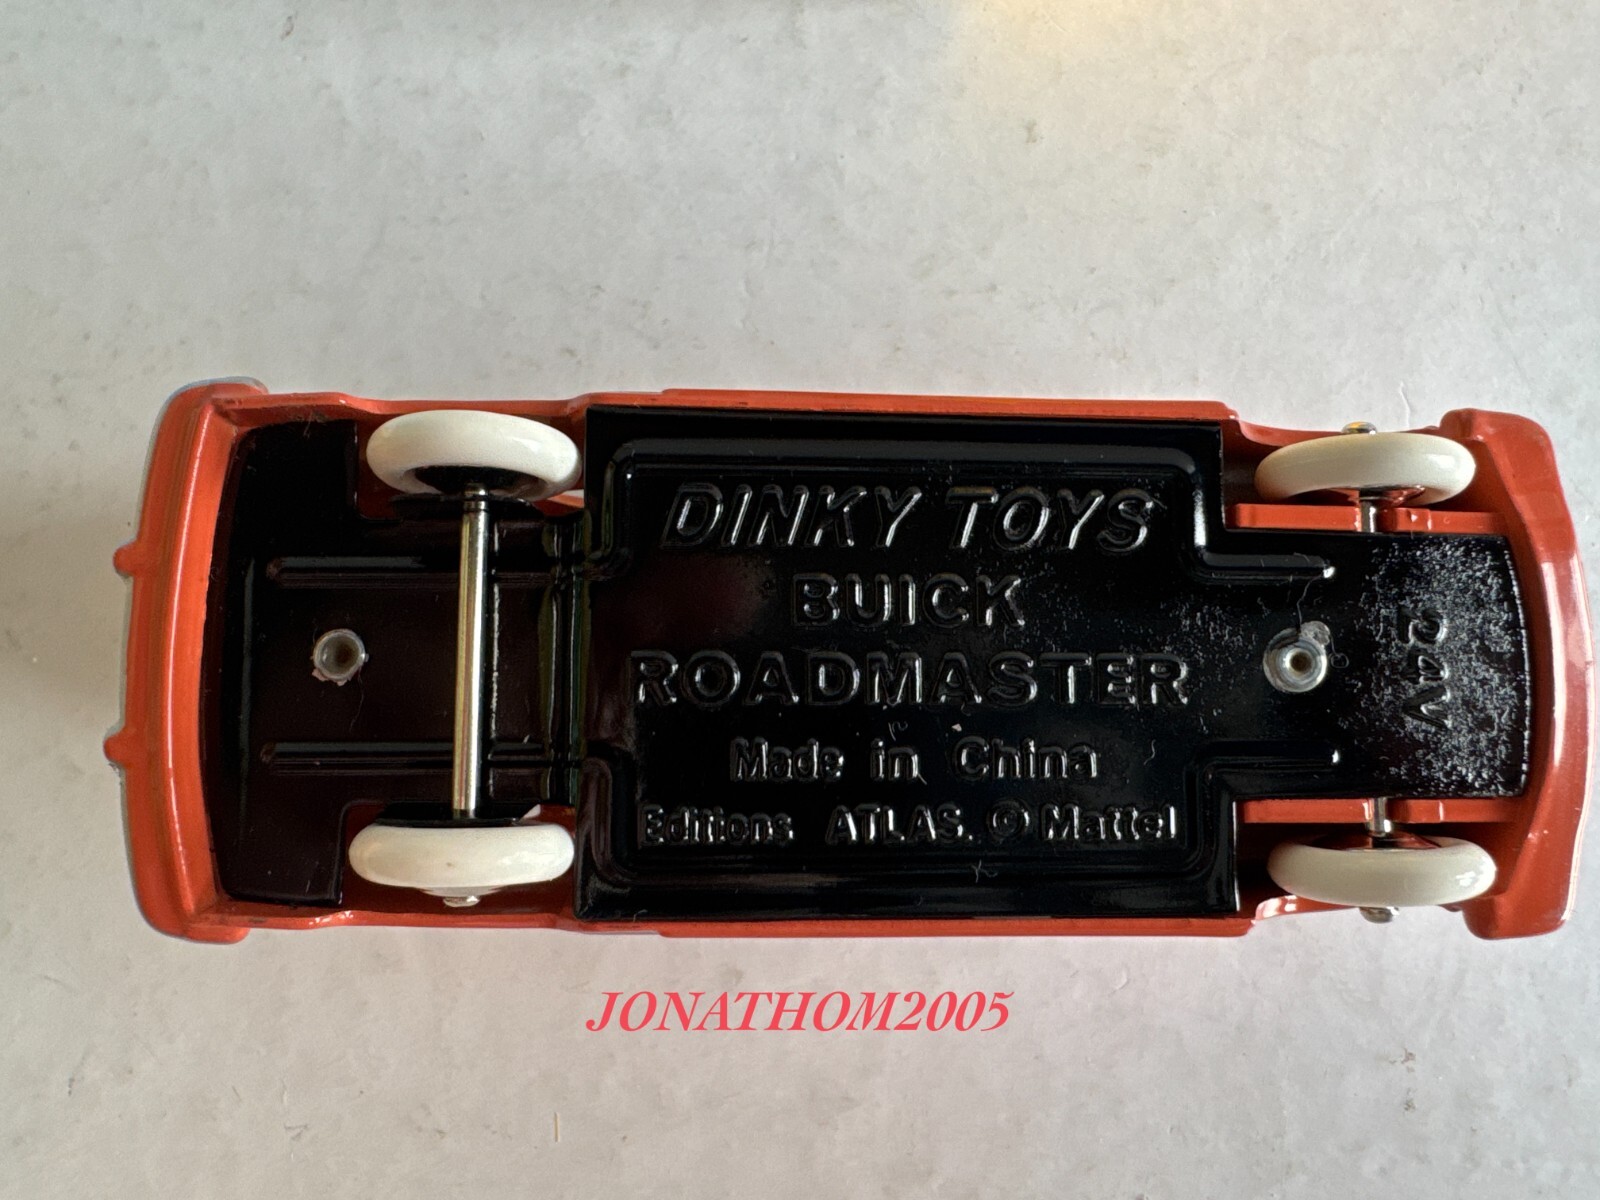 DINKY TOYS
BUICK
ROADMASTER
Made in China
Editions ATLAS. © Mattel
24V
JONATHOM2005